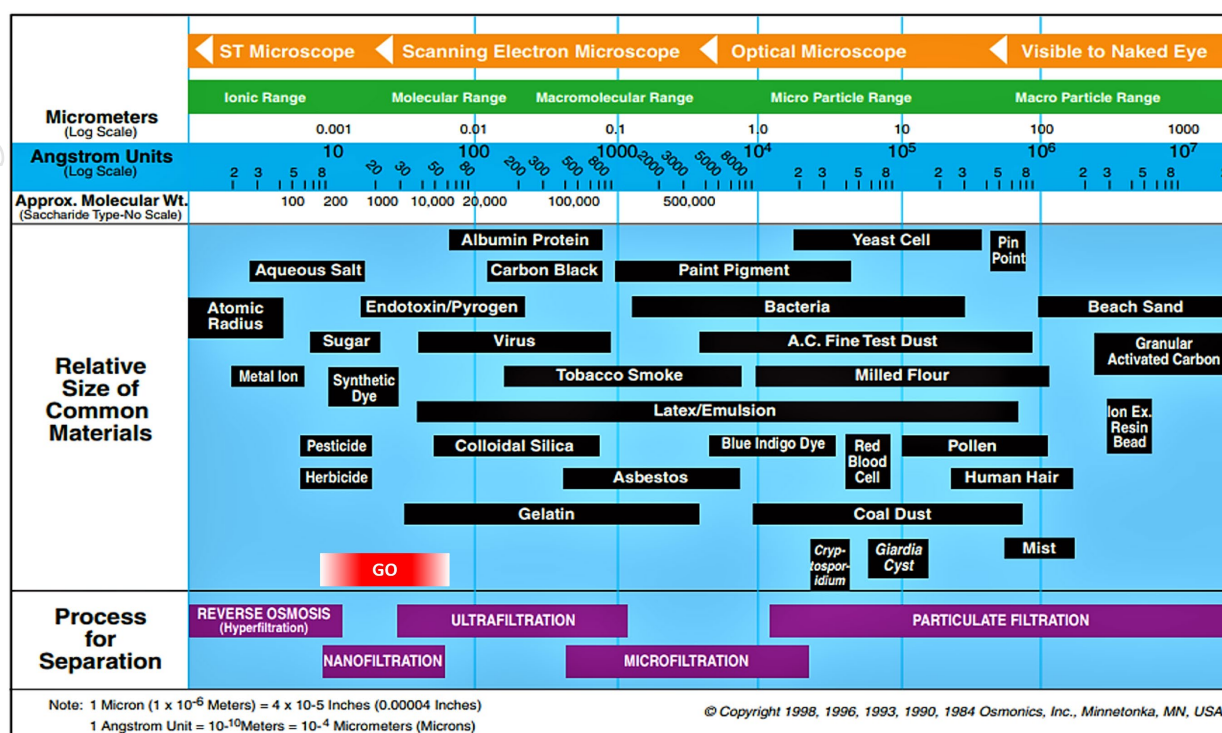 ST Microscope Scanning Electron Microscope Optical Microscope Visible to Naked Eye
Ionic Range Molecular Range Macromolecular Range Micro Particle Range Macro Particle Range
Micrometers
(Log Scale)
0.001 0.01 0.1 1.0 10 100 1000
Angstrom Units
(Log Scale)
10 100 1000 10⁴ 10⁵ 10⁶ 10⁷
2 3 5 8 20 30 50 80 200 300 500 800 2000 3000 5000 8000 2 3 5 8 2 3 5 8 2 3 5 8
Approx. Molecular Wt.
(Saccharide Type-No Scale)
100 200 1000 10,000 20,000 100,000 500,000
Relative
Size of
Common
Materials
Albumin Protein Yeast Cell Pin
Point
Aqueous Salt Carbon Black Paint Pigment
Atomic
Radius
Endotoxin/Pyrogen Bacteria Beach Sand
Sugar Virus A.C. Fine Test Dust Granular
Activated Carbon
Metal Ion Synthetic
Dye
Tobacco Smoke Milled Flour
Latex/Emulsion Ion Ex.
Resin
Bead
Pesticide Colloidal Silica Blue Indigo Dye Red
Blood
Cell
Pollen
Herbicide Asbestos Human Hair
Gelatin Coal Dust
GO Cryp-
tospor-
idium
Giardia
Cyst
Mist
Process
for
Separation
REVERSE OSMOSIS
(Hyperfiltration)
ULTRAFILTRATION PARTICULATE FILTRATION
NANOFILTRATION MICROFILTRATION
Note: 1 Micron (1 x 10⁻⁶ Meters) = 4 x 10-5 Inches (0.00004 Inches)
1 Angstrom Unit = 10-¹⁰Meters = 10-⁴ Micrometers (Microns)
© Copyright 1998, 1996, 1993, 1990, 1984 Osmonics, Inc., Minnetonka, MN, USA